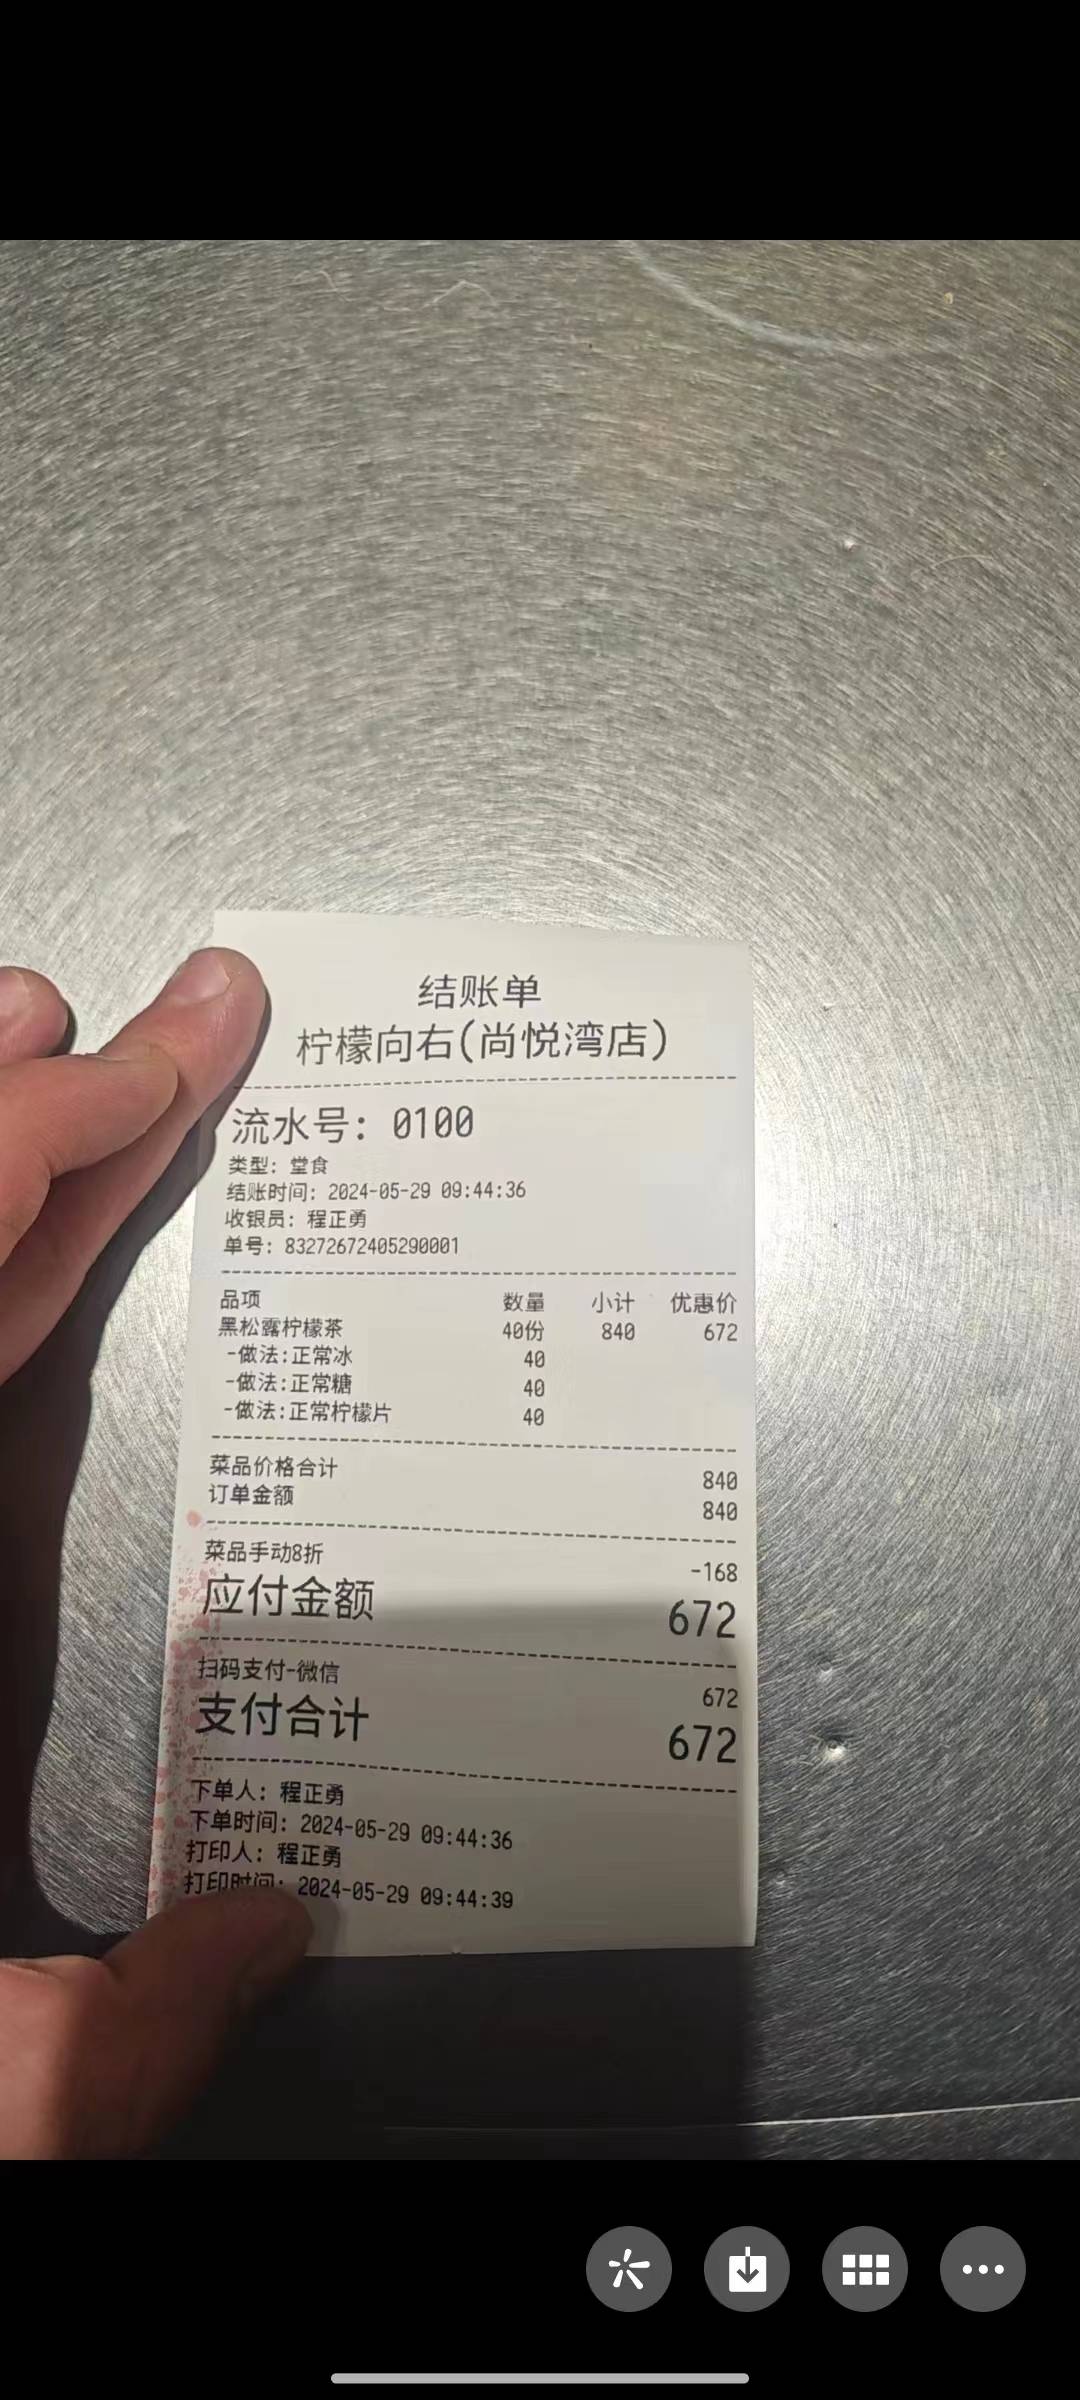 结账单
柠檬向右(尚悦湾店)
流水号: 0100
类型: 堂食
结账时间: 2024-05-29 09:44:36
收银员: 程正勇
单号: 83272672405290001
品项 数量 小计 优惠价
黑松露柠檬茶 40份 840 672
-做法:正常冰 40
-做法:正常糖 40
-做法:正常柠檬片 40
菜品价格合计 840
订单金额 840
菜品手动8折 -168
应付金额 672
扫码支付-微信 672
支付合计 672
下单人: 程正勇
下单时间: 2024-05-29 09:44:36
打印人: 程正勇
打印时间: 2024-05-29 09:44:39